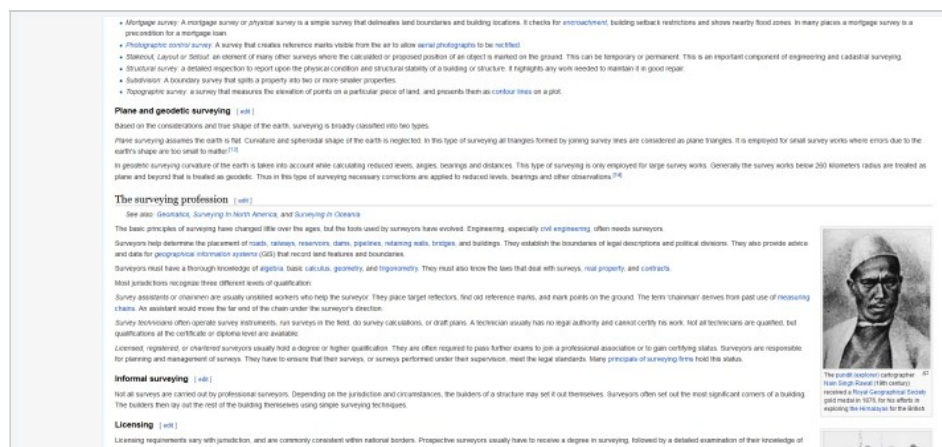 Mortgage survey: A mortgage survey or physical survey is a simple survey that delineates land boundaries and building locations. It checks for encroachment, building setback restrictions and shows nearby flood zones. In many places a mortgage survey is a
precondition for a mortgage loan.
Photographic control survey: A survey that creates reference marks visible from the air to allow aerial photographs to be rectified.
Stakeout, Layout or Setout: an element of many other surveys where the calculated or proposed position of an object is marked on the ground. This can be temporary or permanent. This is an important component of engineering and cadastral surveying.
Structural survey: a detailed inspection to report upon the physical condition and structural stability of a building or structure. It highlights any work needed to maintain it in good repair.
Subdivision: A boundary survey that splits a property into two or more smaller properties.
Topographic survey: a survey that measures the elevation of points on a particular piece of land, and presents them as contour lines on a plot.
Plane and geodetic surveying [ edit ]
Based on the considerations and true shape of the earth, surveying is broadly classified into two types.
Plane surveying assumes the earth is flat. Curvature and spheroidal shape of the earth is neglected. In this type of surveying all triangles formed by joining survey lines are considered as plane triangles. It is employed for small survey works where errors due to the
earth's shape are too small to matter.[13]
In geodetic surveying curvature of the earth is taken into account while calculating reduced levels, angles, bearings and distances. This type of surveying is only employed for large survey works. Generally the survey works below 260 kilometers radius are treated as
plane and beyond that is treated as geodetic. Thus in this type of surveying necessary corrections are applied to reduced levels, bearings and other observations.[14]
The surveying profession [ edit ]
See also: Geomatics, Surveying In North America, and Surveying In Oceania
The basic principles of surveying have changed little over the ages, but the tools used by surveyors have evolved. Engineering, especially civil engineering, often needs surveyors.
Surveyors help determine the placement of roads, railways, reservoirs, dams, pipelines, retaining walls, bridges, and buildings. They establish the boundaries of legal descriptions and political divisions. They also provide advice
and data for geographical information systems (GIS) that record land features and boundaries.
Surveyors must have a thorough knowledge of algebra, basic calculus, geometry, and trigonometry. They must also know the laws that deal with surveys, real property, and contracts.
Most jurisdictions recognize three different levels of qualification:
Survey assistants or chainmen are usually unskilled workers who help the surveyor. They place target reflectors, find old reference marks, and mark points on the ground. The term 'chainman' derives from past use of measuring
chains. An assistant would move the far end of the chain under the surveyor's direction.
Survey technicians often operate survey instruments, run surveys in the field, do survey calculations, or draft plans. A technician usually has no legal authority and cannot certify his work. Not all technicians are qualified, but
qualifications at the certificate or diploma level are available.
Licensed, registered, or chartered surveyors usually hold a degree or higher qualification. They are often required to pass further exams to join a professional association or to gain certifying status. Surveyors are responsible
for planning and management of surveys. They have to ensure that their surveys, or surveys performed under their supervision, meet the legal standards. Many principals of surveying firms hold this status.
The pundit (explorer) cartographer
Nain Singh Rawat (19th century)
received a Royal Geographical Society
gold medal in 1876, for his efforts in
exploring the Himalayas for the British
Informal surveying [ edit ]
Not all surveys are carried out by professional surveyors. Depending on the jurisdiction and circumstances, the builders of a structure may set it out themselves. Surveyors often set out the most significant corners of a building.
The builders then lay out the rest of the building themselves using simple surveying techniques.
Licensing [ edit ]
Licensing requirements vary with jurisdiction, and are commonly consistent within national borders. Prospective surveyors usually have to receive a degree in surveying, followed by a detailed examination of their knowledge of